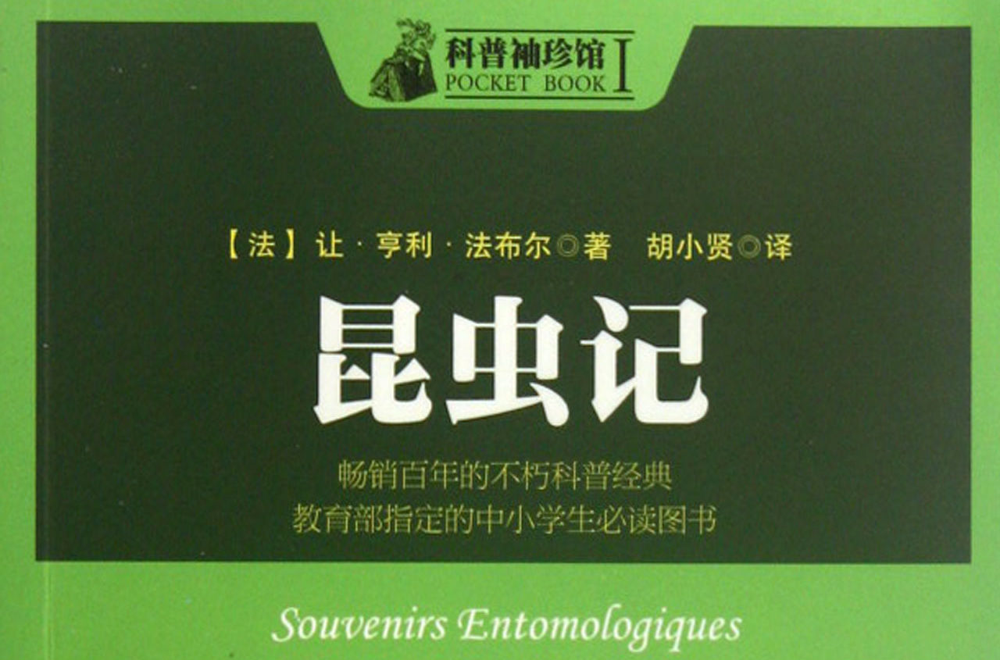 科普袖珍馆 I
POCKET BOOK
【法】让·亨利·法布尔◎著 胡小贤◎译
昆虫记
畅销百年的不朽科普经典
教育部指定的中小学生必读图书
Souvenirs Entomologiques